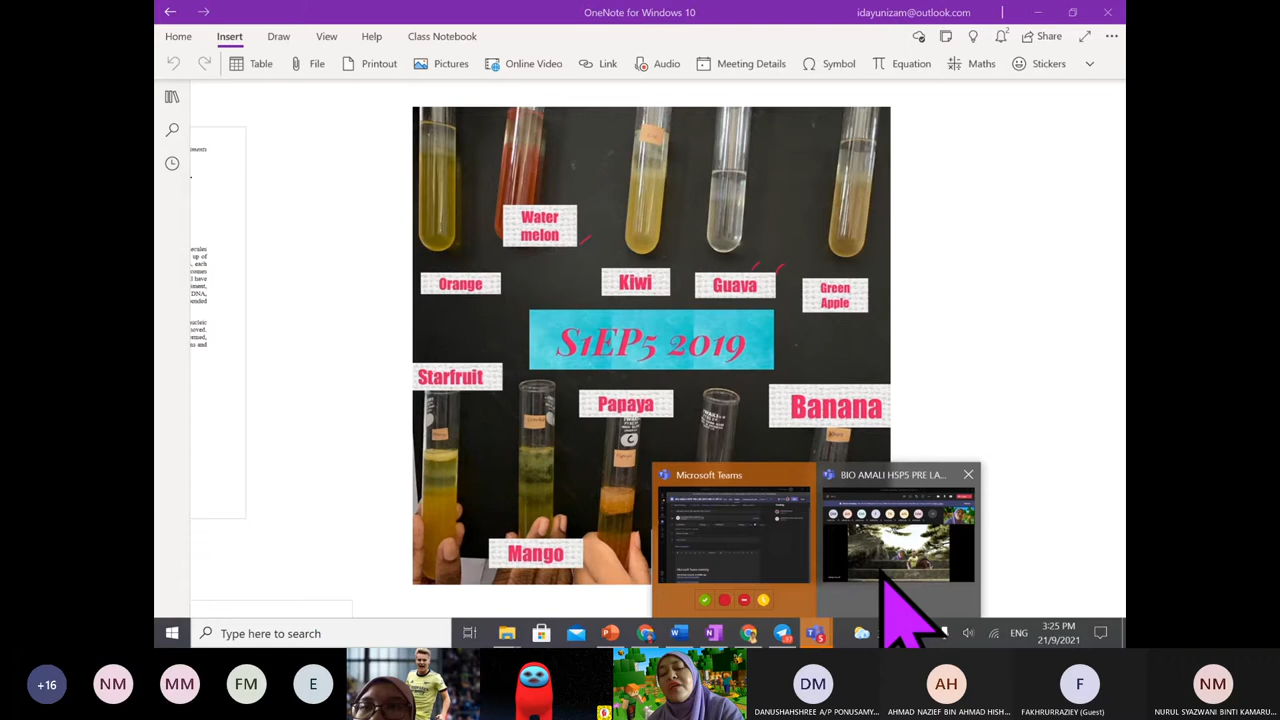 OneNote for Windows 10
idayunizam@outlook.com
Home
Insert
Draw
View
Help
Class Notebook
Share
Table
File
Printout
Pictures
Online Video
Link
Audio
Meeting Details
Symbol
Equation
Maths
Stickers
Water
melon
Orange
Kiwi
Guava
Green
Apple
S1EP5 2019
Starfruit
Papaya
Banana
Mango
Microsoft Teams
BIO AMALI H5P5 PRE LA...
Type here to search
ENG
3:25 PM
21/9/2021
+16
NM
MM
FM
E
DM
AH
F
NM
DANUSHAHSHREE A/P PONUSAMY...
AHMAD NAZIEF BIN AHMAD HISH...
FAKHRURRAZIEY (Guest)
NURUL SYAZWANI BINTI KAMARU...